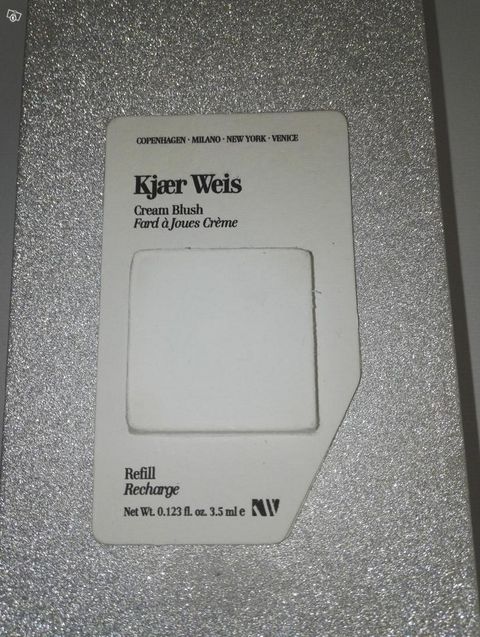 COPENHAGEN · MILANO · NEW YORK · VENICE
Kjær Weis
Cream Blush
Fard à Joues Crème
Refill
Recharge
Net Wt. 0.123 fl. oz. 3.5 ml e KW